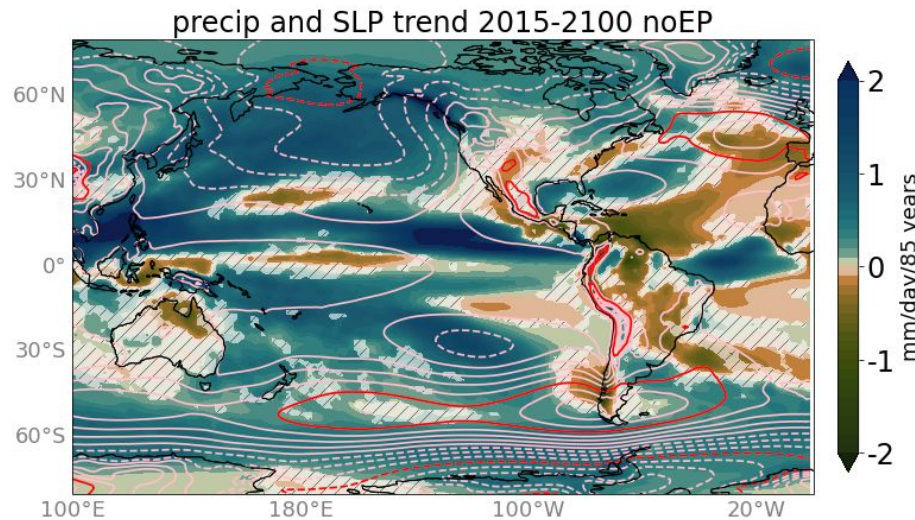 precip and SLP trend 2015-2100 noEP
60°N
30°N
0°
30°S
60°S
100°E
180°E
100°W
20°W
2
1
0
-1
-2
mm/day/85 years